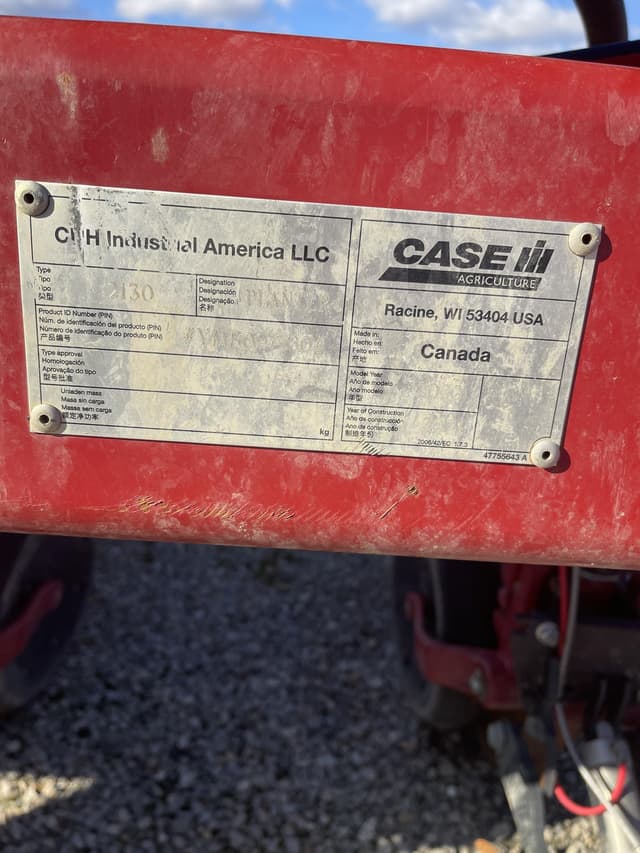 CNH Industrial America LLC
Type
Tipo
Tipo
类型
2130
Designation
Designación
Designação
名称
Product ID Number (PIN)
Núm. de identificación del producto (PIN)
Número de identificação do produto (PIN)
产品编号
Type approval
Homologación
Aprovação do tipo
型号批准
Unladen mass
Masa sin carga
Massa sem carga
额定净功率
kg
CASE IH
AGRICULTURE
Racine, WI 53404 USA
Made in:
Hecho en:
Feito em:
产地
Canada
Model Year
Año de modelo
Ano modelo
年型
Year of Construction
Año de construcción
Ano de construção
制造年份
2006/42/EC 1.7.3
47755643 A